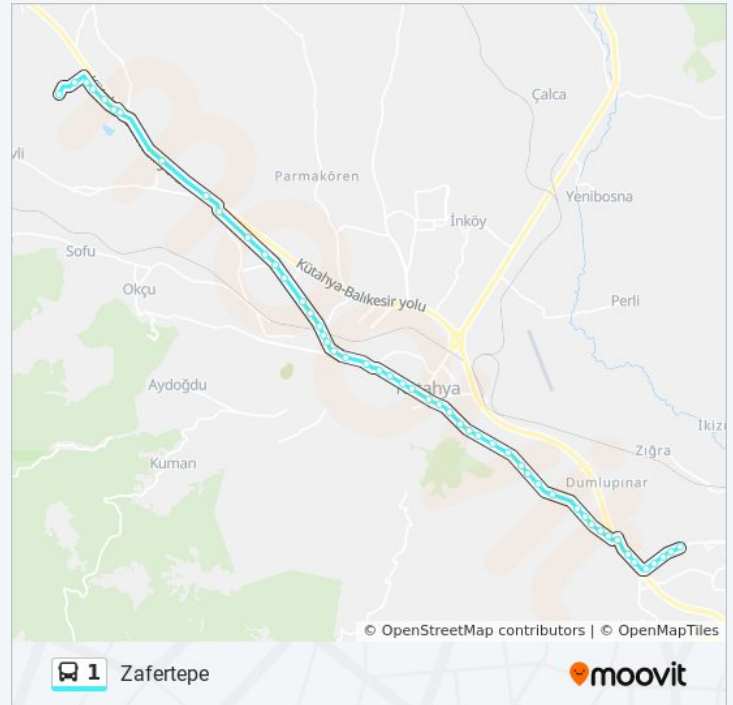 Çalca
Parmakören
Yenibosna
İnköy
Sofu
Okçu
Kütahya-Balıkesir yolu
Perli
Aydoğdu
Kütahya
Zığra
Kuman
Dumlupınar
© OpenStreetMap contributors | © OpenMapTiles
1 Zafertepe
moovit